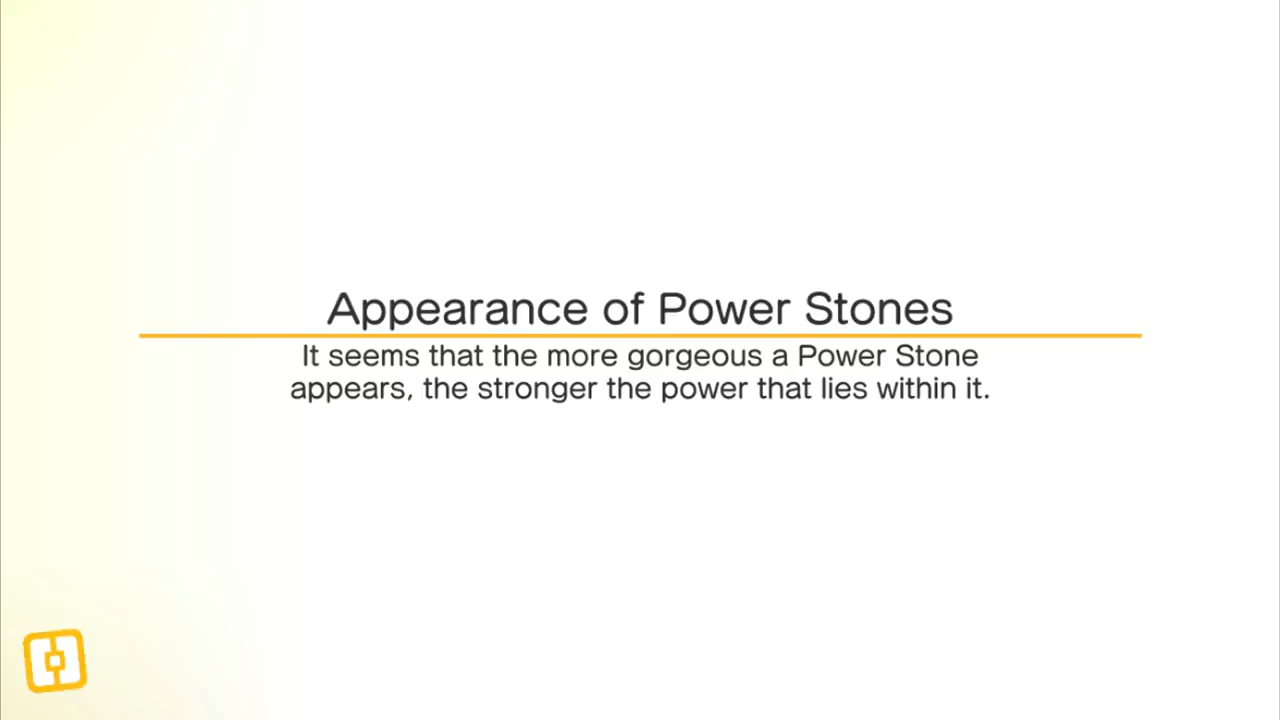 Appearance of Power Stones
It seems that the more gorgeous a Power Stone
appears, the stronger the power that lies within it.